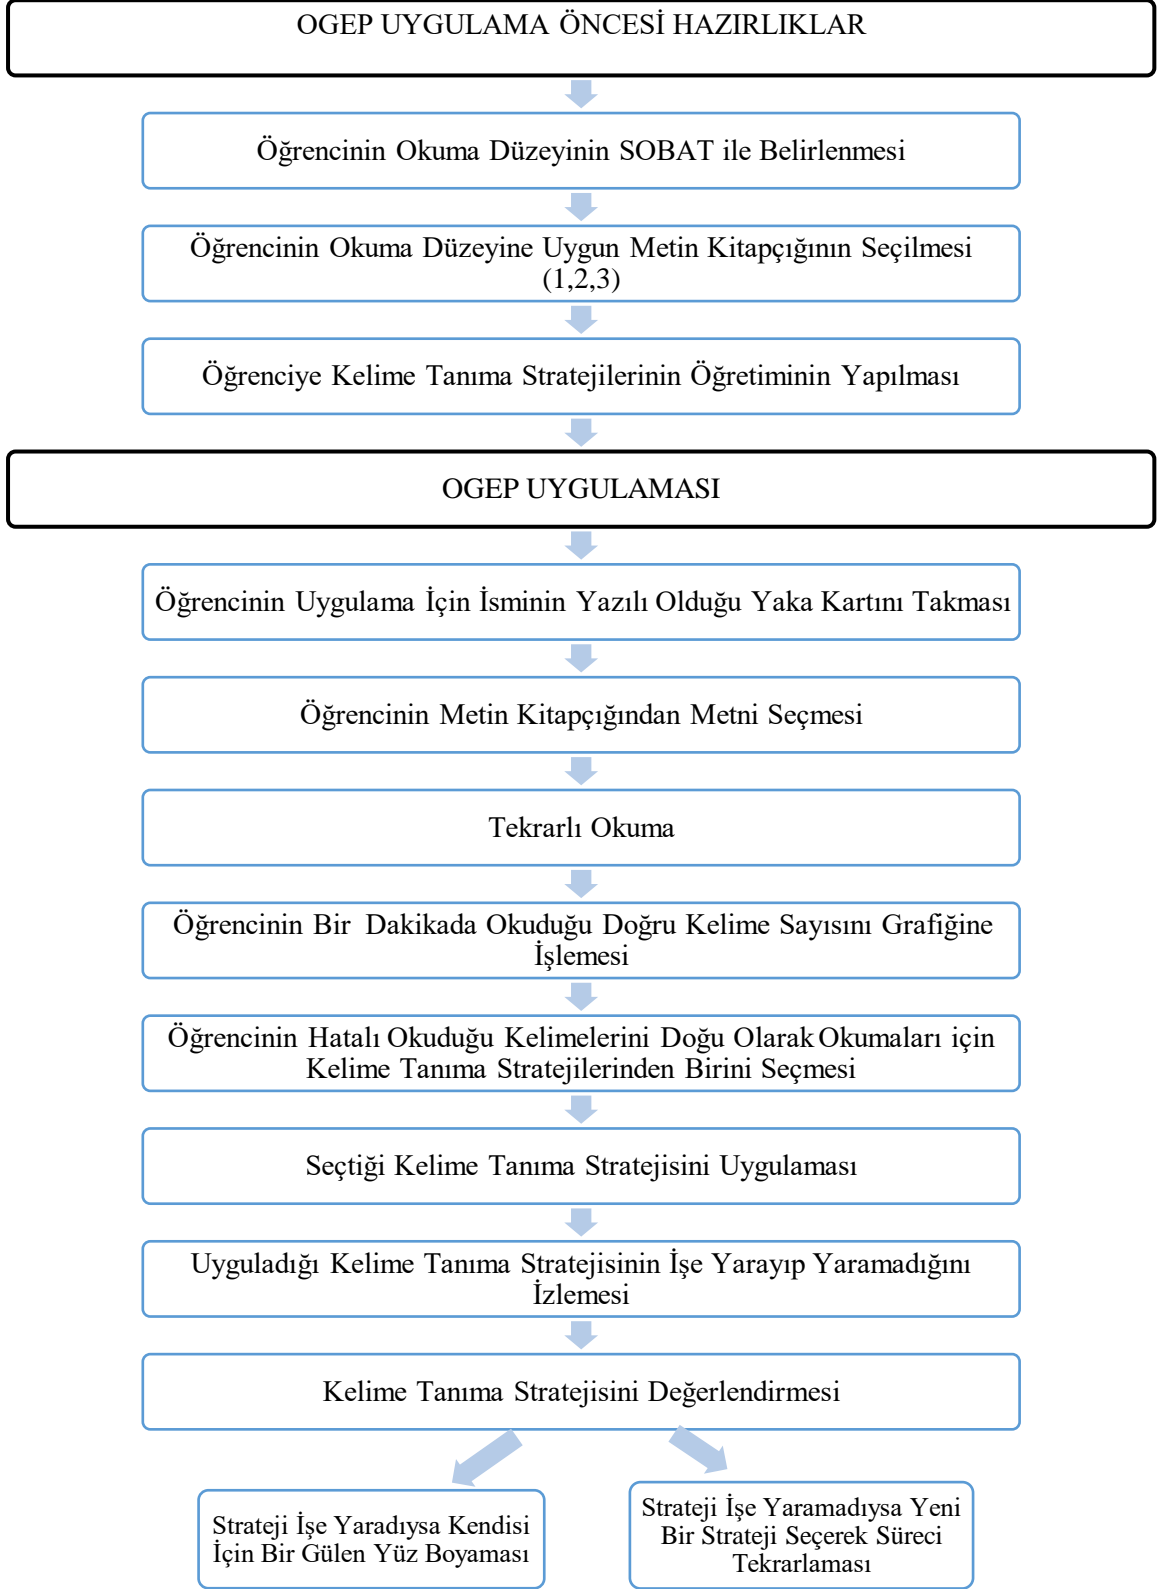 OGEP UYGULAMA ÖNCESİ HAZIRLIKLAR
Öğrencinin Okuma Düzeyinin SOBAT ile Belirlenmesi
Öğrencinin Okuma Düzeyine Uygun Metin Kitapçığının Seçilmesi
(1,2,3)
Öğrenciye Kelime Tanıma Stratejilerinin Öğretiminin Yapılması
OGEP UYGULAMASI
Öğrencinin Uygulama İçin İsminin Yazılı Olduğu Yaka Kartını Takması
Öğrencinin Metin Kitapçığından Metni Seçmesi
Tekrarlı Okuma
Öğrencinin Bir Dakikada Okuduğu Doğru Kelime Sayısını Grafiğine
İşlemesi
Öğrencinin Hatalı Okuduğu Kelimelerini Doğu Olarak Okumaları için
Kelime Tanıma Stratejilerinden Birini Seçmesi
Seçtiği Kelime Tanıma Stratejisini Uygulaması
Uyguladığı Kelime Tanıma Stratejisinin İşe Yarayıp Yaramadığını
İzlemesi
Kelime Tanıma Stratejisini Değerlendirmesi
Strateji İşe Yaradıysa Kendisi
İçin Bir Gülen Yüz Boyaması
Strateji İşe Yaramadıysa Yeni
Bir Strateji Seçerek Süreci
Tekrarlaması